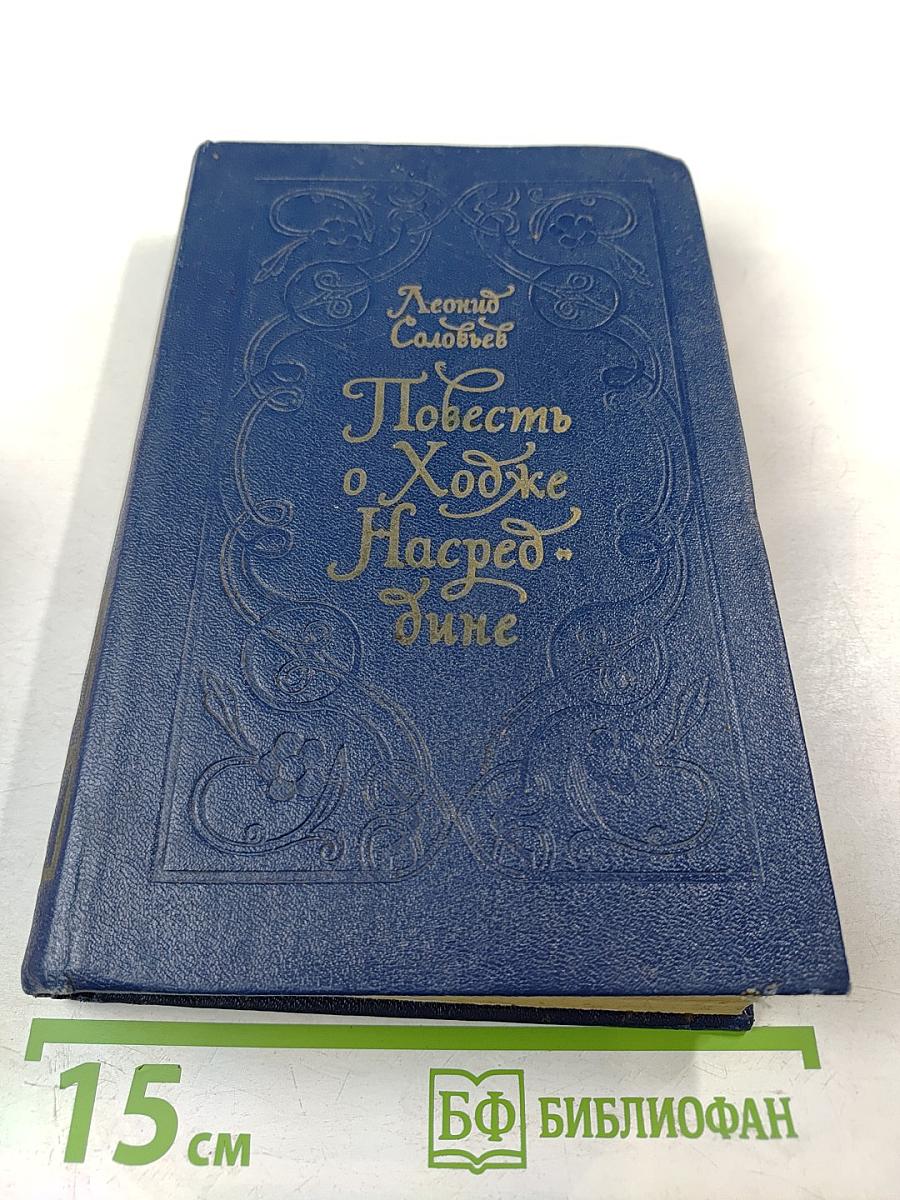 Леонид
Соловьев
Повесть
о Ходже
Насред-
дине
15 см
БФ БИБЛИОФАН